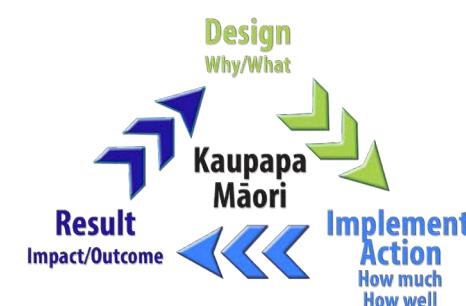 Design
Why/What
Kaupapa
Māori
Result
Impact/Outcome
Implement
Action
How much
How well